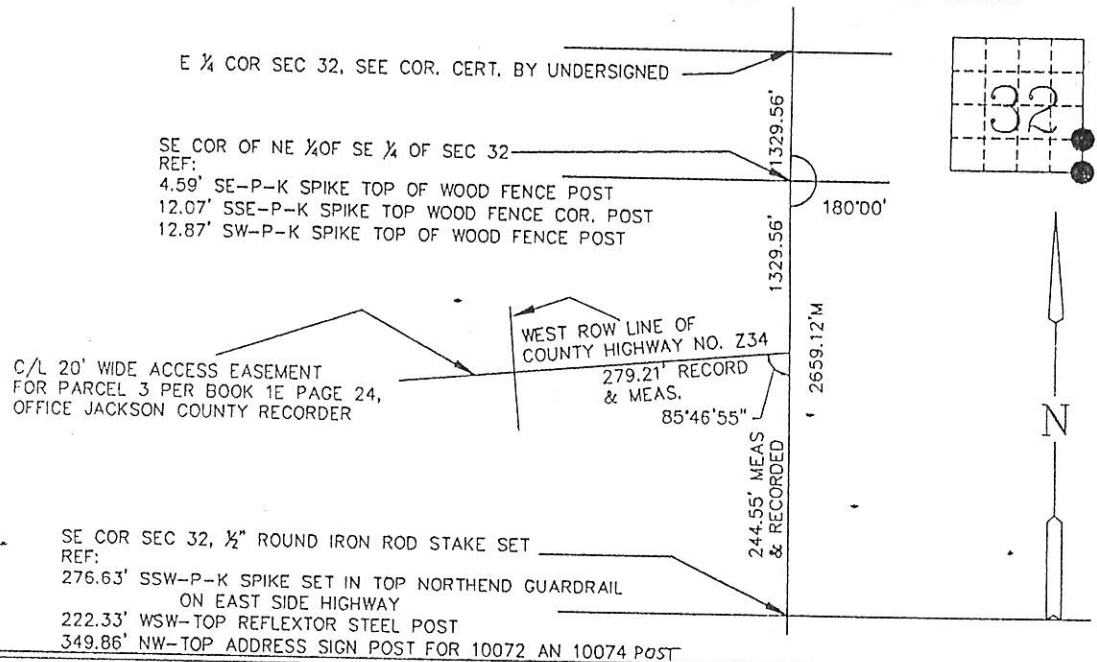 E ¼ COR SEC 32, SEE COR. CERT. BY UNDERSIGNED
32
1329.56'
SE COR OF NE ¼OF SE ¼ OF SEC 32
REF:
4.59' SE-P-K SPIKE TOP OF WOOD FENCE POST
12.07' SSE-P-K SPIKE TOP WOOD FENCE COR. POST
12.87' SW-P-K SPIKE TOP OF WOOD FENCE POST
180°00'
1329.56'
WEST ROW LINE OF
COUNTY HIGHWAY NO. Z34
C/L 20' WIDE ACCESS EASEMENT
FOR PARCEL 3 PER BOOK 1E PAGE 24,
OFFICE JACKSON COUNTY RECORDER
279.21' RECORD
& MEAS.
85°46'55"
2659.12'M
N
244.55' MEAS
& RECORDED
SE COR SEC 32, ½" ROUND IRON ROD STAKE SET
REF:
276.63' SSW-P-K SPIKE SET IN TOP NORTHEND GUARDRAIL
ON EAST SIDE HIGHWAY
222.33' WSW-TOP REFLEXTOR STEEL POST
349.86' NW-TOP ADDRESS SIGN POST FOR 10072 AN 10074 POST